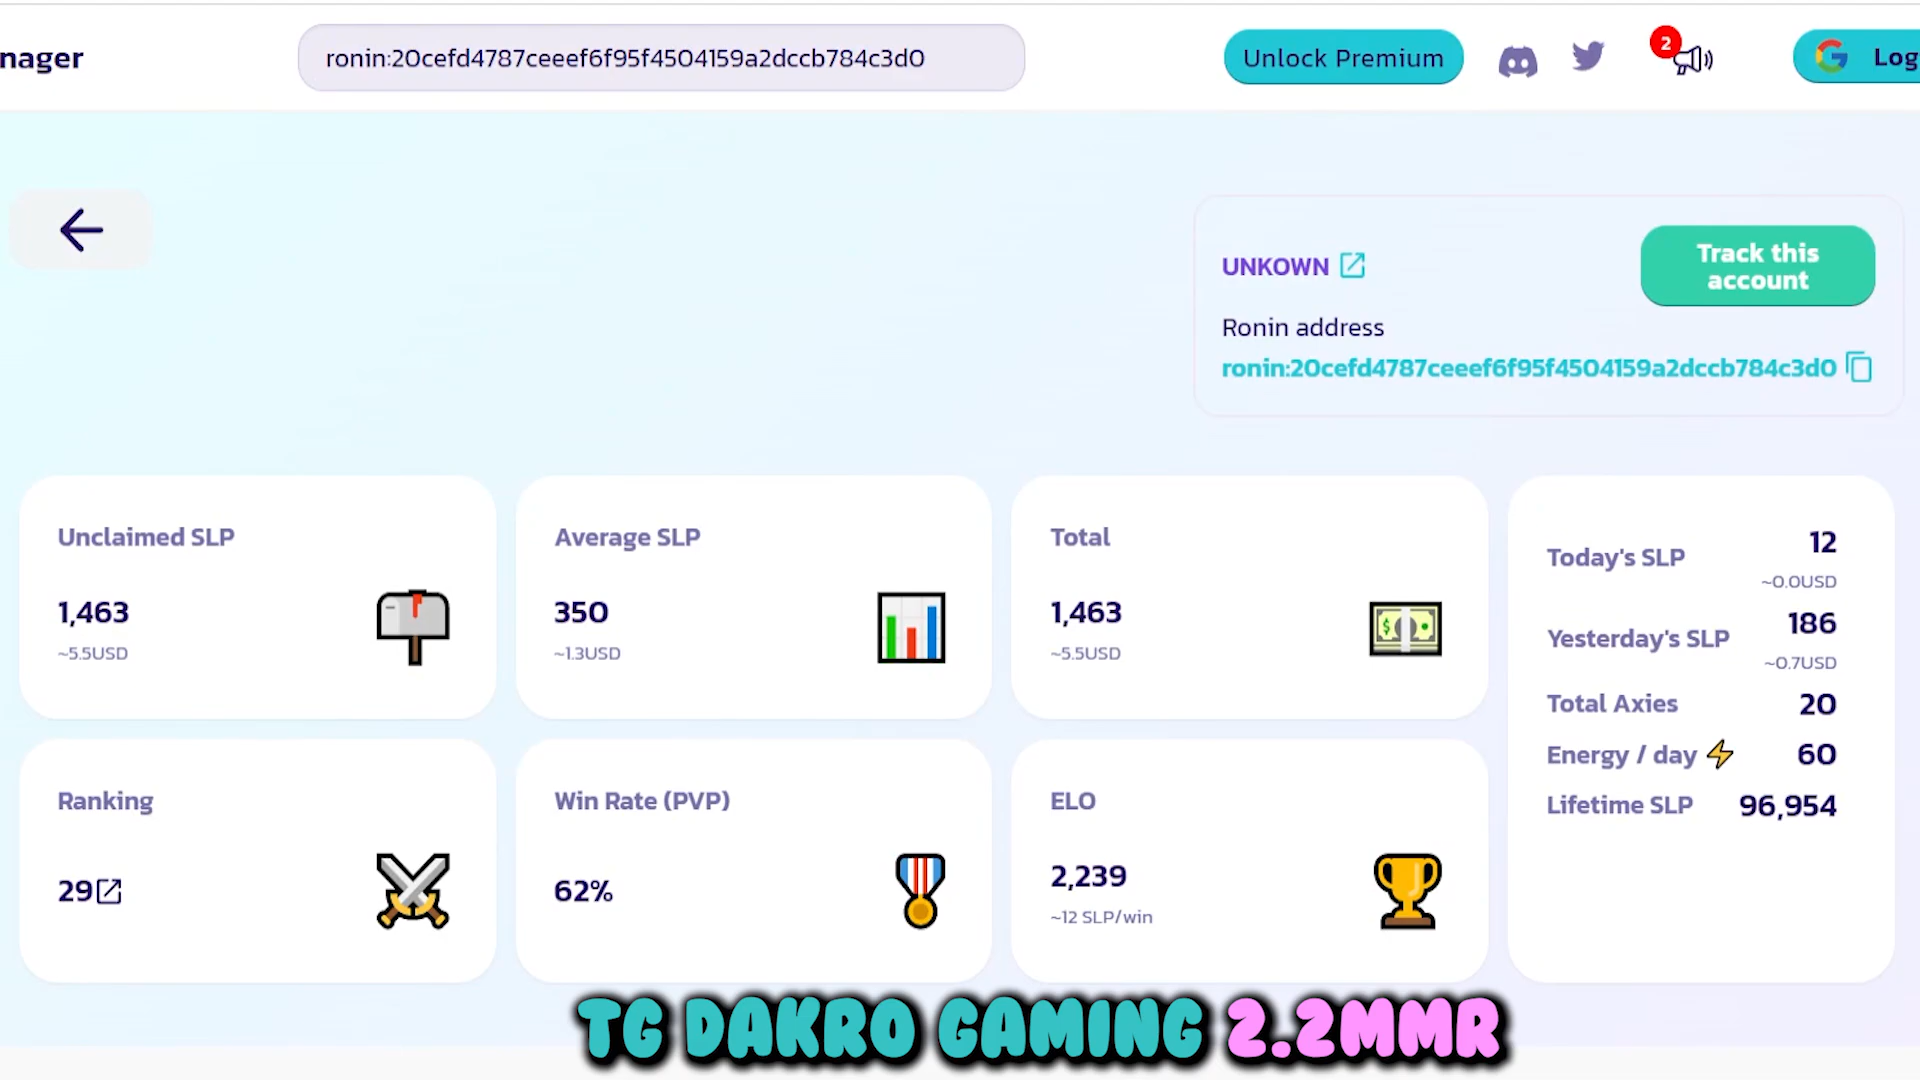 nager
ronin:20cefd4787ceeef6f95f4504159a2dccb784c3d0
Unlock Premium
2
Log
UNKOWN
Track this
account
Ronin address
ronin:20cefd4787ceeef6f95f4504159a2dccb784c3d0
Unclaimed SLP
1,463
~5.5USD
Average SLP
350
~1.3USD
Total
1,463
~5.5USD
Today's SLP 12
~0.0USD
Yesterday's SLP 186
~0.7USD
Total Axies 20
Energy / day 60
Lifetime SLP 96,954
Ranking
29
Win Rate (PVP)
62%
ELO
2,239
~12 SLP/win
TG DAKRO GAMING 2.2MMR